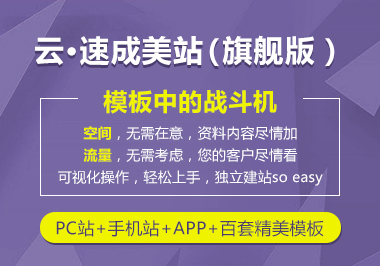 云·速成美站(旗舰版)
模板中的战斗机
空间，无需在意，资料内容尽情加
流量，无需考虑，您的客户尽情看
可视化操作，轻松上手，独立建站so easy
PC站+手机站+APP+百套精美模板